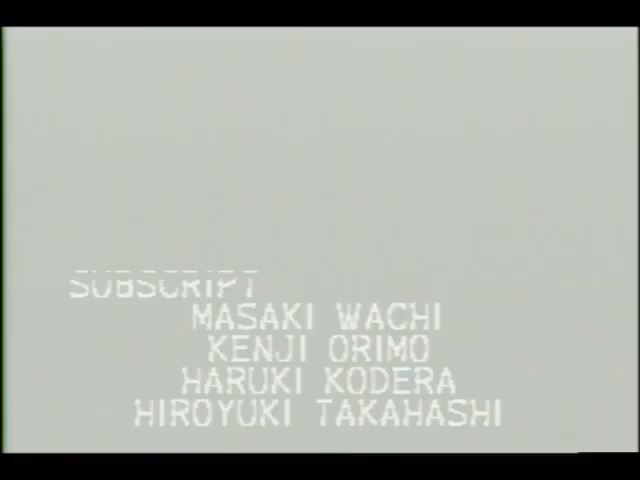 SUBSCRIPT
MASAKI WACHI
KENJI ORIMO
HARUKI KODERA
HIROYUKI TAKAHASHI